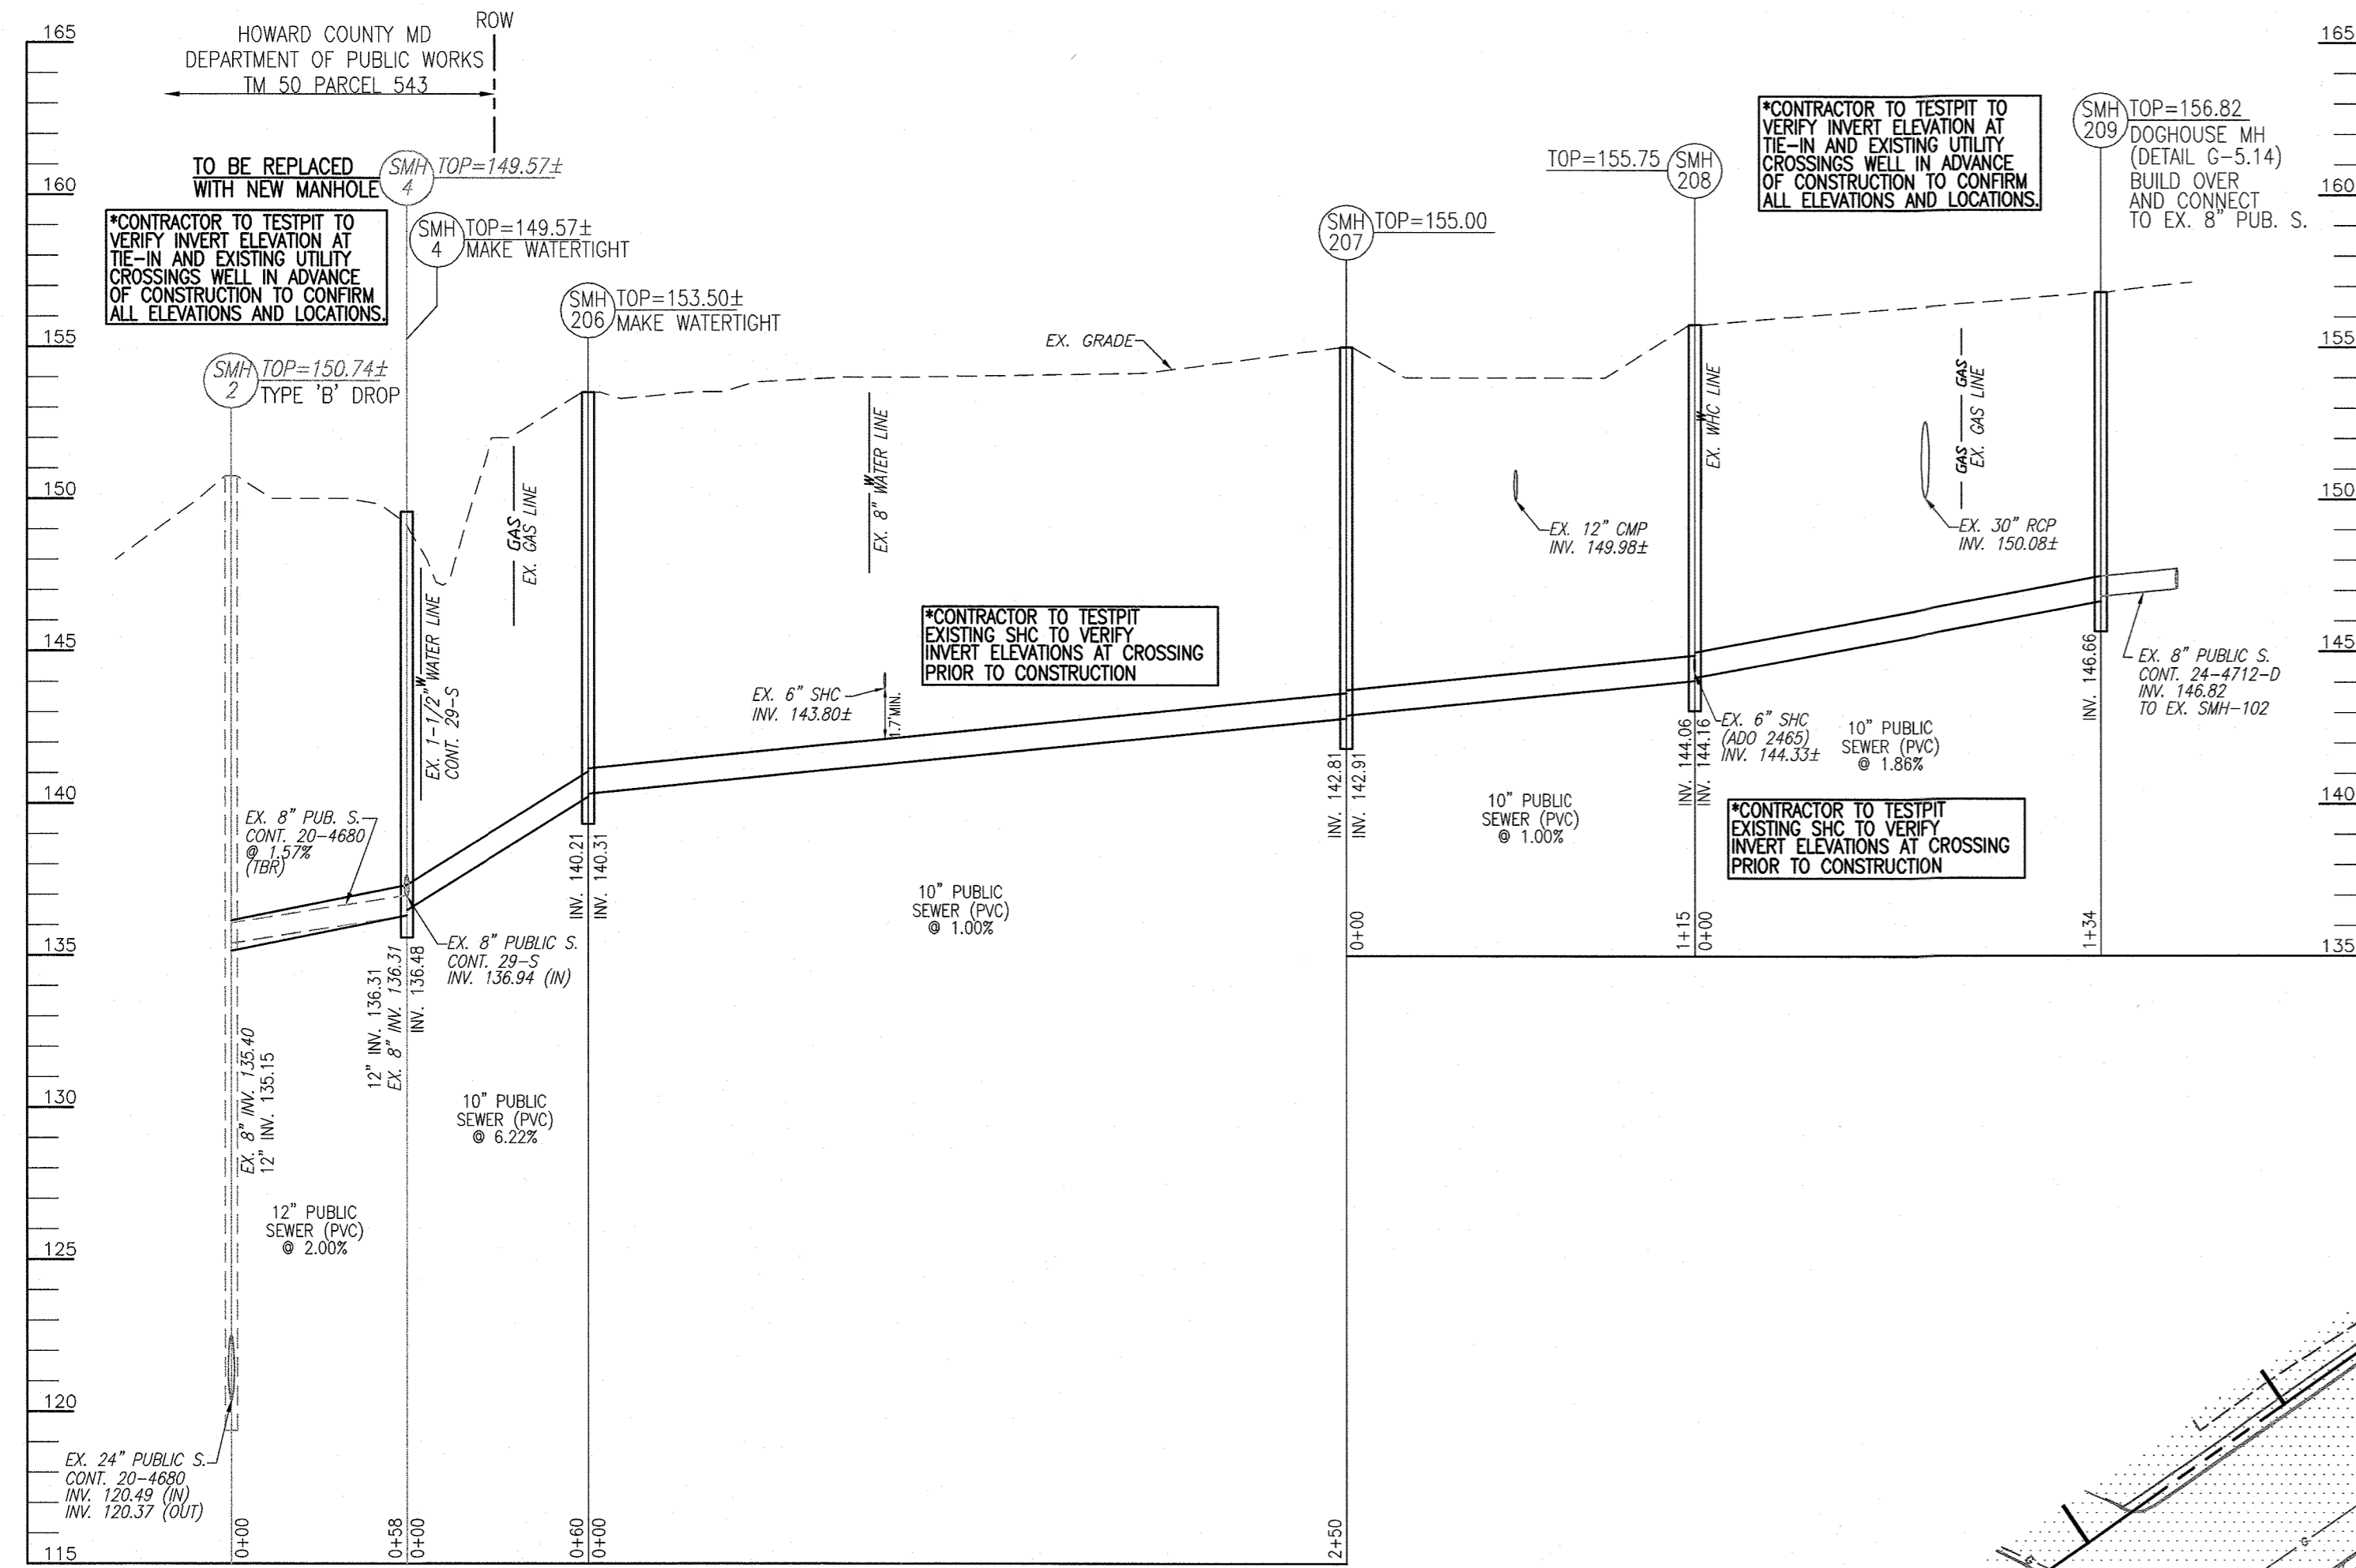 165
160
155
150
145
140
135
130
125
120
115
HOWARD COUNTY MD
DEPARTMENT OF PUBLIC WORKS
TM 50 PARCEL 543
ROW
TO BE REPLACED
WITH NEW MANHOLE
SMH
4
TOP=149.57±
SMH
4
TOP=149.57±
MAKE WATERTIGHT
*CONTRACTOR TO TESTPIT TO
VERIFY INVERT ELEVATION AT
TIE-IN AND EXISTING UTILITY
CROSSINGS WELL IN ADVANCE
OF CONSTRUCTION TO CONFIRM
ALL ELEVATIONS AND LOCATIONS.
SMH
2
TOP=150.74±
TYPE 'B' DROP
SMH
206
TOP=153.50±
MAKE WATERTIGHT
EX. GRADE
SMH
207
TOP=155.00
TOP=155.75
SMH
208
*CONTRACTOR TO TESTPIT TO
VERIFY INVERT ELEVATION AT
TIE-IN AND EXISTING UTILITY
CROSSINGS WELL IN ADVANCE
OF CONSTRUCTION TO CONFIRM
ALL ELEVATIONS AND LOCATIONS.
SMH
209
TOP=156.82
DOGHOUSE MH
(DETAIL G-5.14)
BUILD OVER
AND CONNECT
TO EX. 8" PUB. S.
EX. 1-1/2" WATER LINE
W
CONT. 29-S
GAS
EX. GAS LINE
W
EX. 8" WATER LINE
EX. 12" CMP
INV. 149.98±
W
EX. WHC LINE
GAS GAS
EX. GAS LINE
EX. 30" RCP
INV. 150.08±
*CONTRACTOR TO TESTPIT
EXISTING SHC TO VERIFY
INVERT ELEVATIONS AT CROSSING
PRIOR TO CONSTRUCTION
EX. 6" SHC
INV. 143.80±
1.7'MIN.
EX. 8" PUB. S.
CONT. 20-4680
@ 1.57%
(TBR)
EX. 8" PUBLIC S.
CONT. 29-S
INV. 136.94 (IN)
12" INV. 136.31
EX. 8" INV. 136.31
INV. 136.48
EX. 8" INV. 135.40
12" INV. 135.15
12" PUBLIC
SEWER (PVC)
@ 2.00%
10" PUBLIC
SEWER (PVC)
@ 6.22%
INV. 140.21
INV. 140.31
10" PUBLIC
SEWER (PVC)
@ 1.00%
INV. 142.81
INV. 142.91
10" PUBLIC
SEWER (PVC)
@ 1.00%
INV. 144.06
INV. 144.16
EX. 6" SHC
(ADO 2465)
INV. 144.33±
10" PUBLIC
SEWER (PVC)
@ 1.86%
*CONTRACTOR TO TESTPIT
EXISTING SHC TO VERIFY
INVERT ELEVATIONS AT CROSSING
PRIOR TO CONSTRUCTION
INV. 146.66
EX. 8" PUBLIC S.
CONT. 24-4712-D
INV. 146.82
TO EX. SMH-102
EX. 24" PUBLIC S.
CONT. 20-4680
INV. 120.49 (IN)
INV. 120.37 (OUT)
0+00
0+58
0+00
0+60
0+00
2+50
0+00
1+15
0+00
1+34
165
160
155
150
145
140
135
G
G